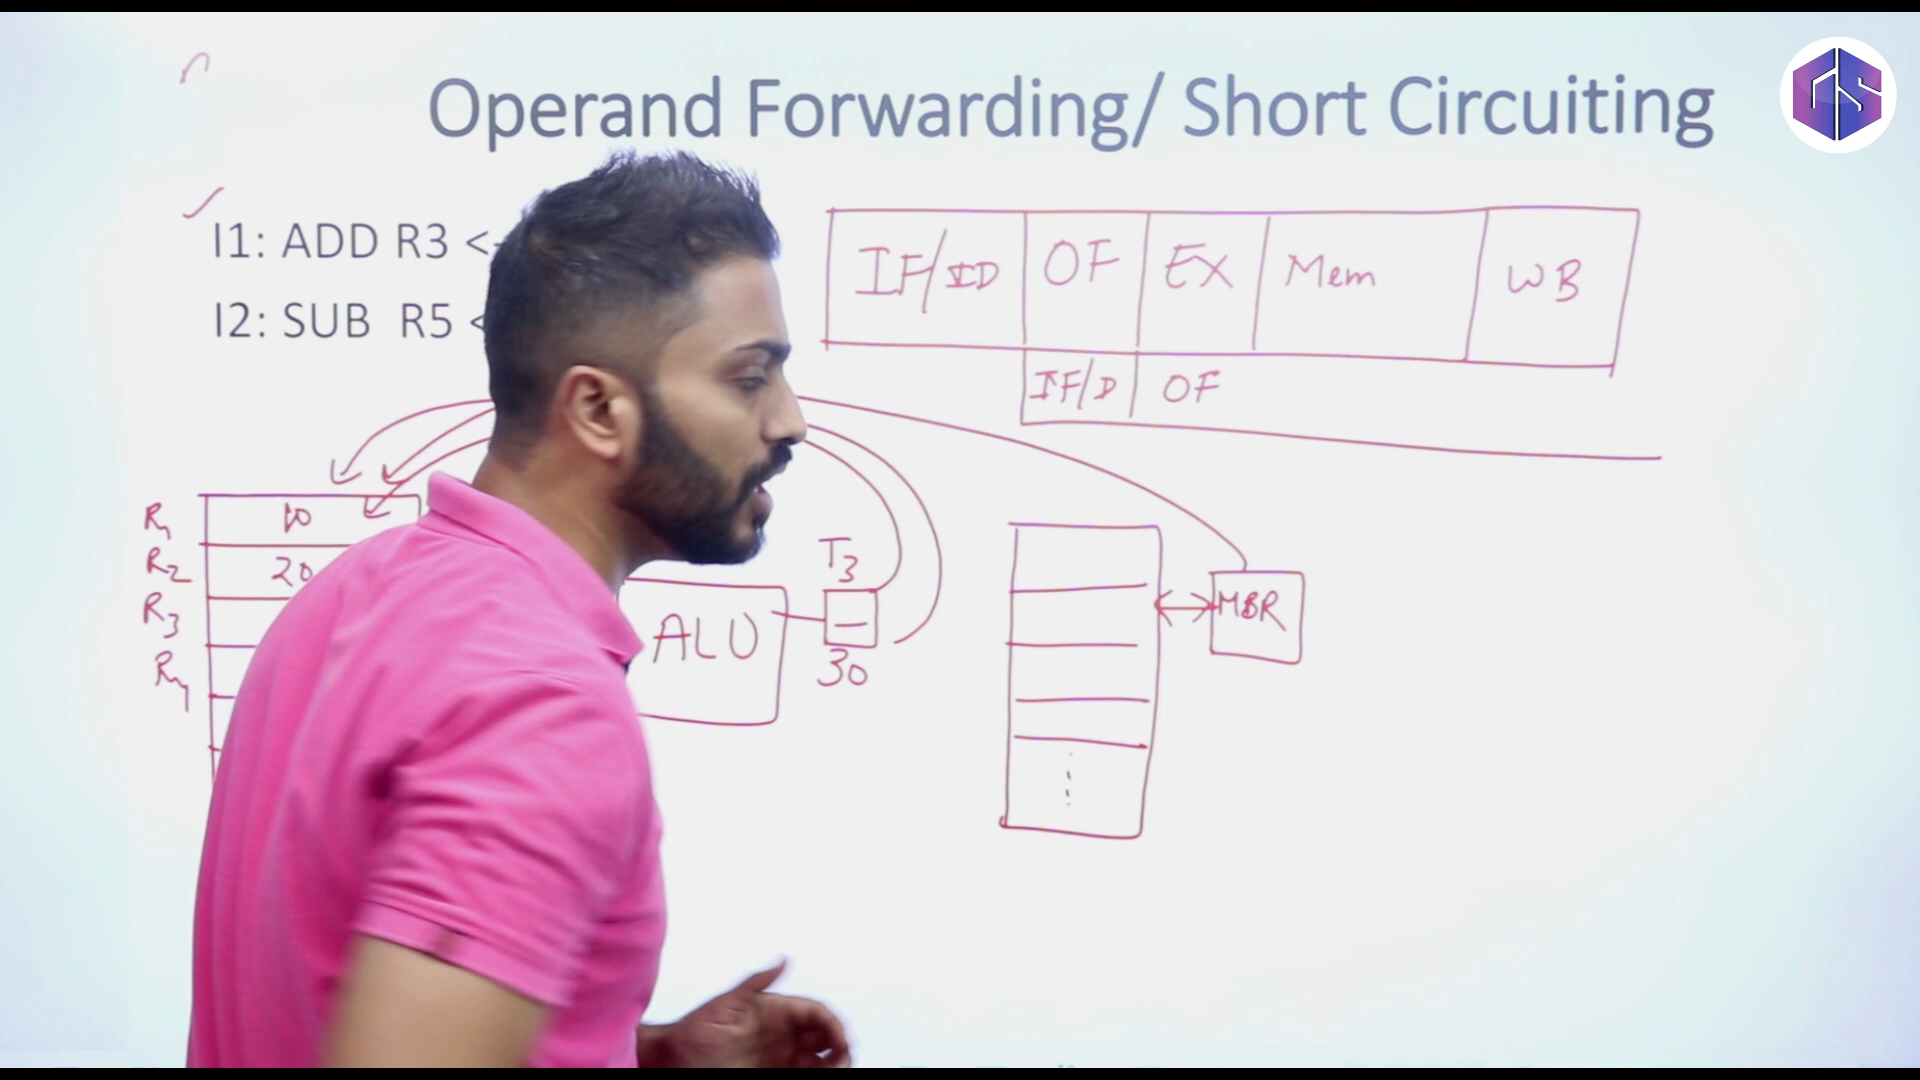 Operand Forwarding/ Short Circuiting
I1: ADD R3 <-
I2: SUB R5 <
IF/ID OF EX Mem WB
IF/D OF
R1 10
R2 20
R3
R4
ALU
T3
30
MBR